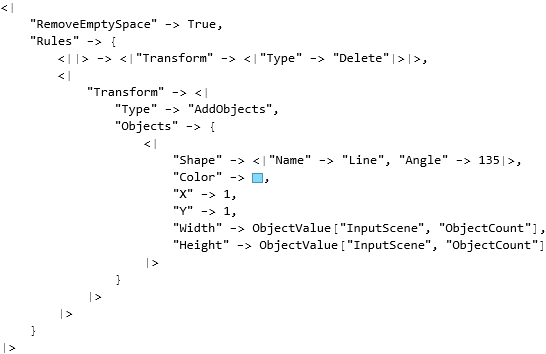 <|
"RemoveEmptySpace" -> True,
"Rules" -> {
<||> -> <|"Transform" -> <|"Type" -> "Delete"|>|>,
<|
"Transform" -> <|
"Type" -> "AddObjects",
"Objects" -> {
<|
"Shape" -> <|"Name" -> "Line", "Angle" -> 135|>,
"Color" -> ,
"X" -> 1,
"Y" -> 1,
"Width" -> ObjectValue["InputScene", "ObjectCount"],
"Height" -> ObjectValue["InputScene", "ObjectCount"]
|>
}
|>
|>
}
|>